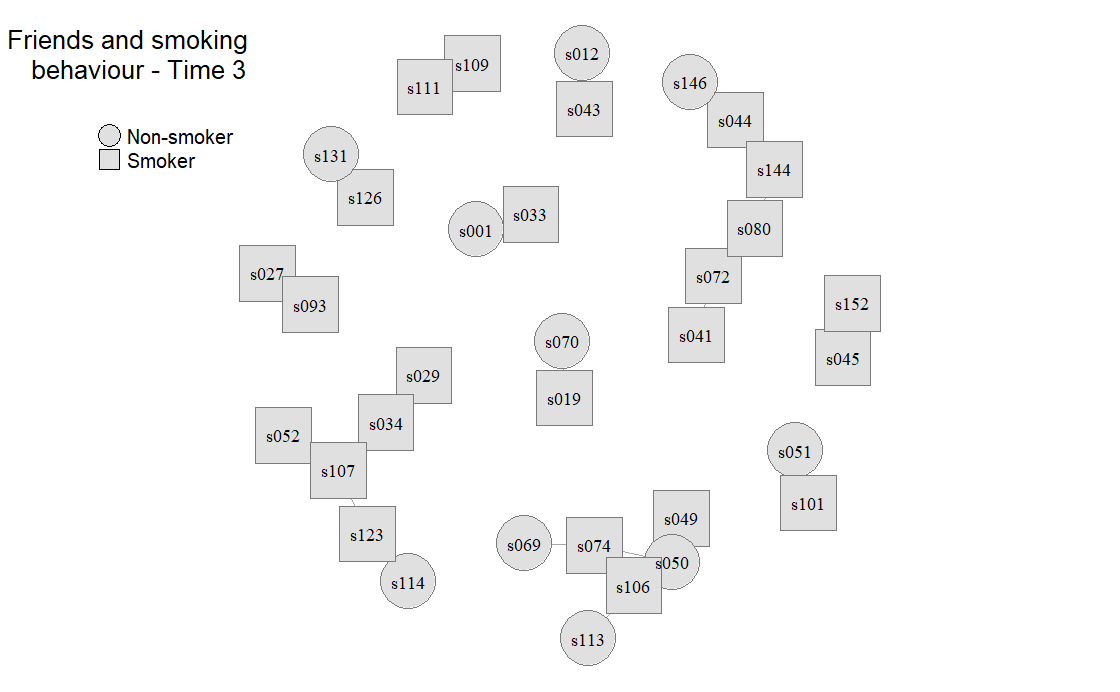 Friends and smoking
behaviour - Time 3
Non-smoker
Smoker
s109
s111
s012
s043
s146
s044
s144
s131
s126
s033
s001
s080
s027
s093
s072
s041
s152
s045
s070
s019
s029
s034
s052
s107
s051
s101
s123
s114
s049
s069
s074
s050
s106
s113